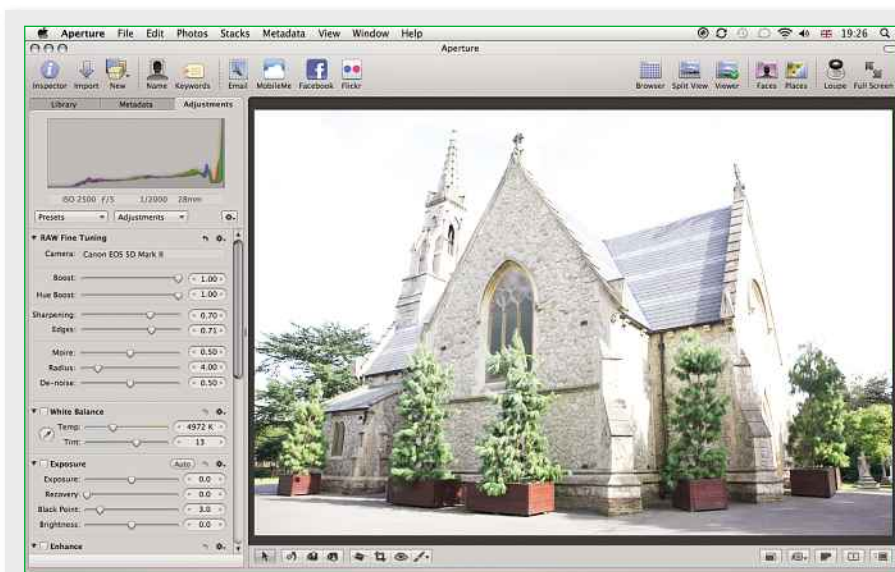 Aperture File Edit Photos Stacks Metadata View Window Help 19:26
Aperture
Inspector Import New Name Keywords Email MobileMe Facebook Flickr Browser Split View Viewer Faces Places Loupe Full Screen
Library Metadata Adjustments
ISO 2500 f/5 1/2000 28mm
Presets Adjustments
RAW Fine Tuning
Camera: Canon EOS 5D Mark II
Boost: 1.00
Hue Boost: 1.00
Sharpening: 0.70
Edges: 0.71
Moire: 0.50
Radius: 4.00
De-noise: 0.50
White Balance
Temp: 4972 K
Tint: 13
Exposure Auto
Exposure: 0.0
Recovery: 0.0
Black Point: 3.0
Brightness: 0.0
Enhance